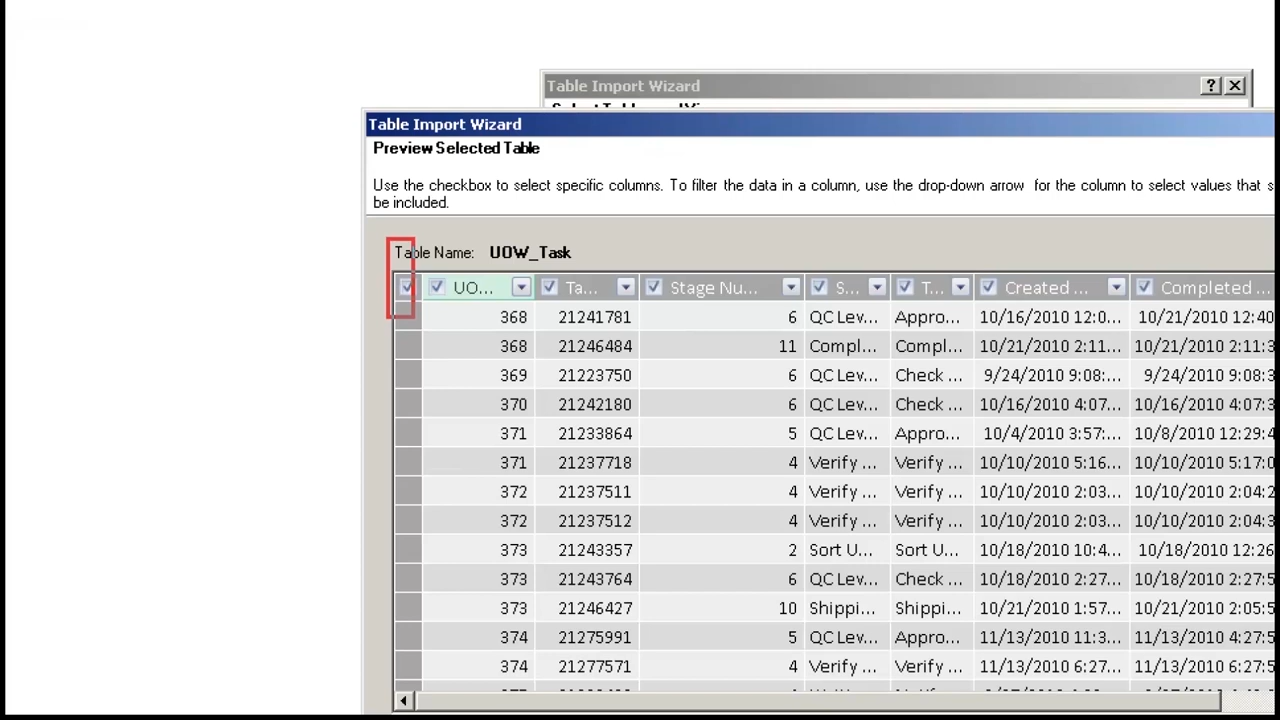 Table Import Wizard
Table Import Wizard
Preview Selected Table
Use the checkbox to select specific columns. To filter the data in a column, use the drop-down arrow for the column to select values that s
be included.
Table Name: UOW_Task
UO... Ta... Stage Nu... S... T... Created ... Completed ...
368 21241781 6 QC Lev... Appro... 10/16/2010 12:0... 10/21/2010 12:40
368 21246484 11 Compl... Compl... 10/21/2010 2:11... 10/21/2010 2:11:3
369 21223750 6 QC Lev... Check ... 9/24/2010 9:08:... 9/24/2010 9:08:3
370 21242180 6 QC Lev... Check ... 10/16/2010 4:07... 10/16/2010 4:07:3
371 21233864 5 QC Lev... Appro... 10/4/2010 3:57:... 10/8/2010 12:29:4
371 21237718 4 Verify ... Verify ... 10/10/2010 5:16... 10/10/2010 5:17:0
372 21237511 4 Verify ... Verify ... 10/10/2010 2:03... 10/10/2010 2:04:2
372 21237512 4 Verify ... Verify ... 10/10/2010 2:03... 10/10/2010 2:04:3
373 21243357 2 Sort U... Sort U... 10/18/2010 10:4... 10/18/2010 12:26
373 21243764 6 QC Lev... Check ... 10/18/2010 2:27... 10/18/2010 2:27:5
373 21246427 10 Shippi... Shippi... 10/21/2010 1:57... 10/21/2010 2:05:5
374 21275991 5 QC Lev... Appro... 11/13/2010 11:3... 11/13/2010 4:27:5
374 21277571 4 Verify ... Verify ... 11/13/2010 6:27... 11/13/2010 6:27:5